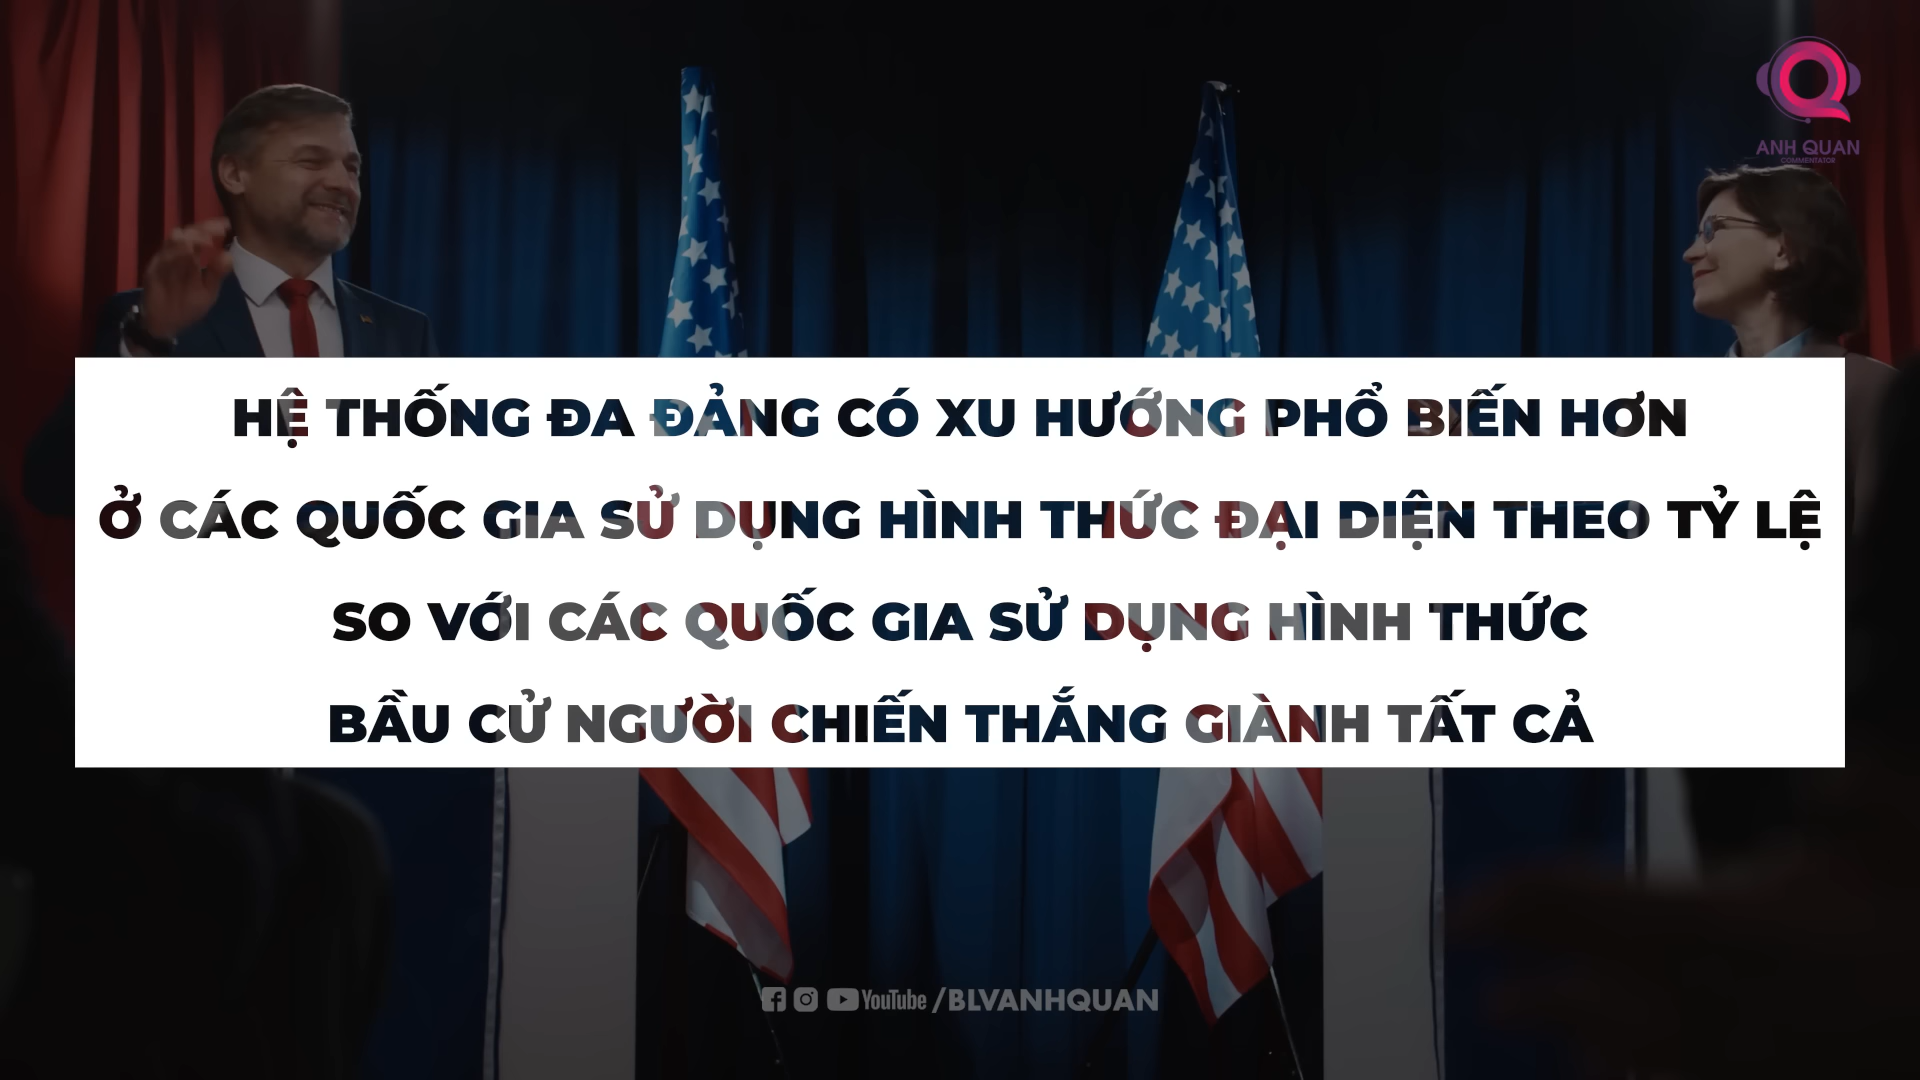 ANH QUAN
COMMENTATOR
HỆ THỐNG ĐA ĐẢNG CÓ XU HƯỚNG PHỔ BIẾN HƠN
Ở CÁC QUỐC GIA SỬ DỤNG HÌNH THỨC ĐẠI DIỆN THEO TỶ LỆ
SO VỚI CÁC QUỐC GIA SỬ DỤNG HÌNH THỨC
BẦU CỬ NGƯỜI CHIẾN THẮNG GIÀNH TẤT CẢ
YouTube /BLVANHQUAN